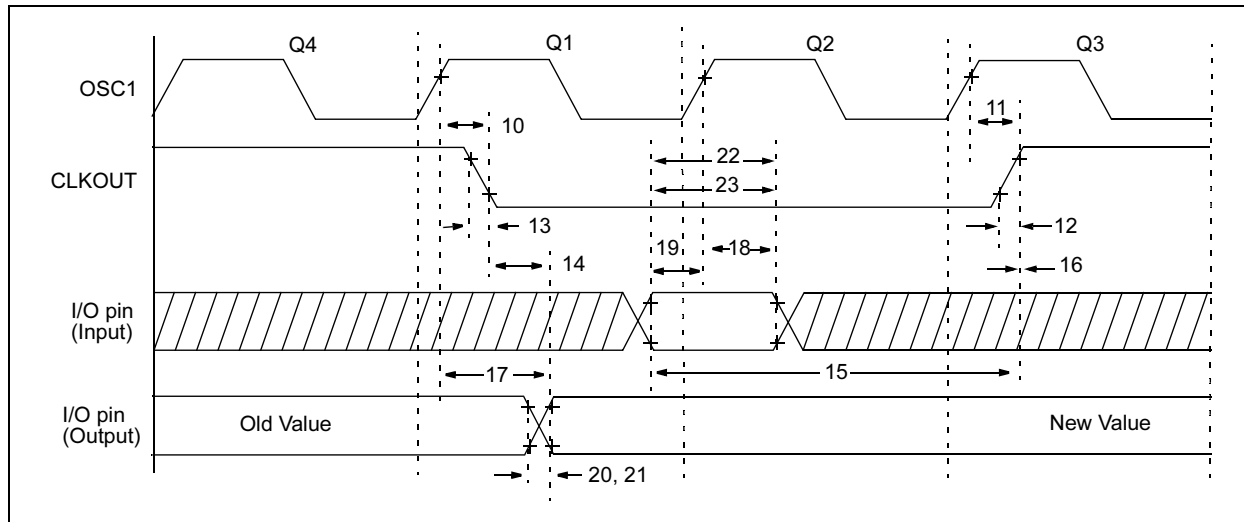 Q4 Q1 Q2 Q3
OSC1
10 11
22
CLKOUT
23
13 12
19 18
14 16
I/O pin
(Input)
17 15
I/O pin
(Output)
Old Value New Value
20, 21